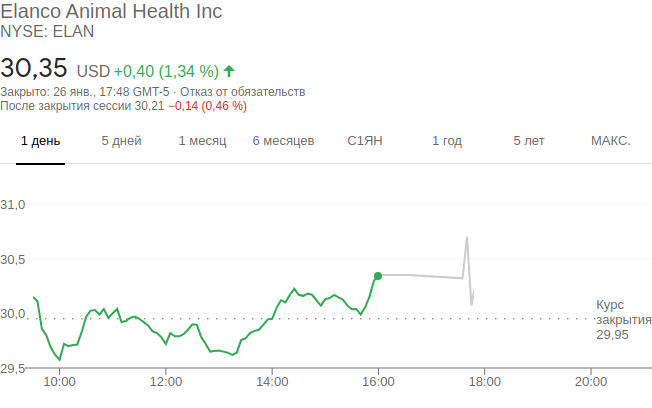 Elanco Animal Health Inc
NYSE: ELAN
30,35 USD +0,40 (1,34 %)
Закрыто: 26 янв., 17:48 GMT-5 · Отказ от обязательств
После закрытия сессии 30,21 −0,14 (0,46 %)
1 день 5 дней 1 месяц 6 месяцев С1ЯН 1 год 5 лет МАКС.
31,0
30,5
30,0
Курс
закрытия
29,95
29,5
10:00 12:00 14:00 16:00 18:00 20:00